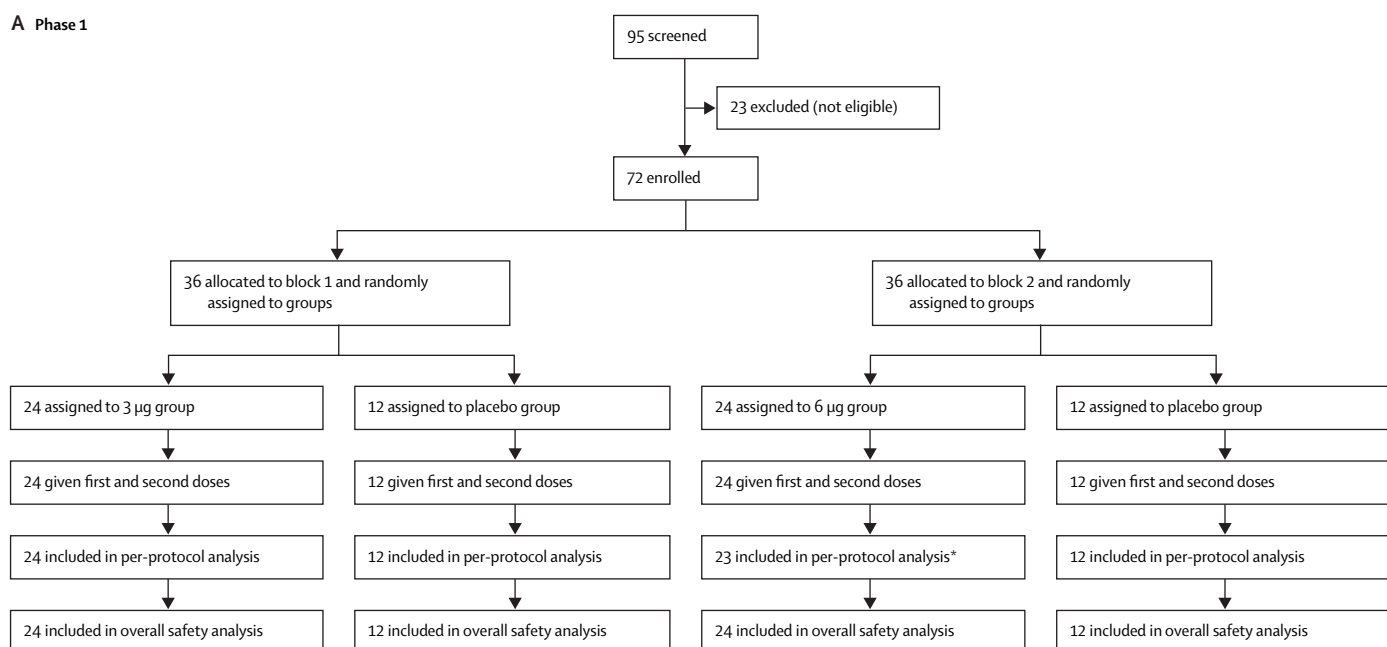 A Phase 1
95 screened
23 excluded (not eligible)
72 enrolled
36 allocated to block 1 and randomly
assigned to groups
36 allocated to block 2 and randomly
assigned to groups
24 assigned to 3 µg group
12 assigned to placebo group
24 assigned to 6 µg group
12 assigned to placebo group
24 given first and second doses
12 given first and second doses
24 given first and second doses
12 given first and second doses
24 included in per-protocol analysis
12 included in per-protocol analysis
23 included in per-protocol analysis*
12 included in per-protocol analysis
24 included in overall safety analysis
12 included in overall safety analysis
24 included in overall safety analysis
12 included in overall safety analysis